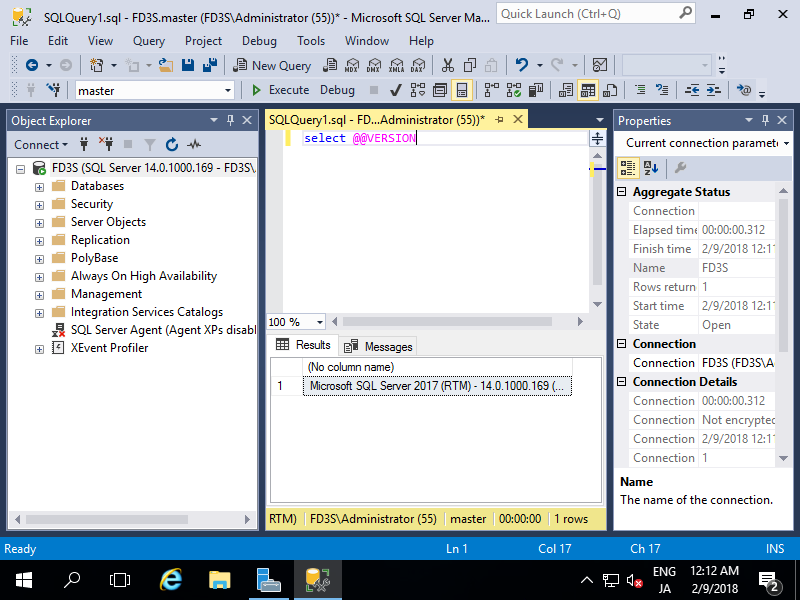 SQLQuery1.sql - FD3S.master (FD3S\Administrator (55))* - Microsoft SQL Server Ma...
Quick Launch (Ctrl+Q)
File Edit View Query Project Debug Tools Window Help
New Query
MDX DMX XMLA DAX
master
Execute Debug
Object Explorer
Connect
FD3S (SQL Server 14.0.1000.169 - FD3S\
Databases
Security
Server Objects
Replication
PolyBase
Always On High Availability
Management
Integration Services Catalogs
SQL Server Agent (Agent XPs disabl
XEvent Profiler
SQLQuery1.sql - FD...Administrator (55))*
select @@VERSION
100 %
Results
Messages
(No column name)
1 Microsoft SQL Server 2017 (RTM) - 14.0.1000.169 (...
RTM) FD3S\Administrator (55) master 00:00:00 1 rows
Properties
Current connection paramete
Aggregate Status
Connection
Elapsed time 00:00:00.312
Finish time 2/9/2018 12:11
Name FD3S
Rows return 1
Start time 2/9/2018 12:11
State Open
Connection
Connection FD3S (FD3S\A
Connection Details
Connection 00:00:00.312
Connection Not encrypted
Connection 2/9/2018 12:11
Connection 1
Name
The name of the connection.
Ready Ln 1 Col 17 Ch 17 INS
ENG
JA
12:12 AM
2/9/2018
2